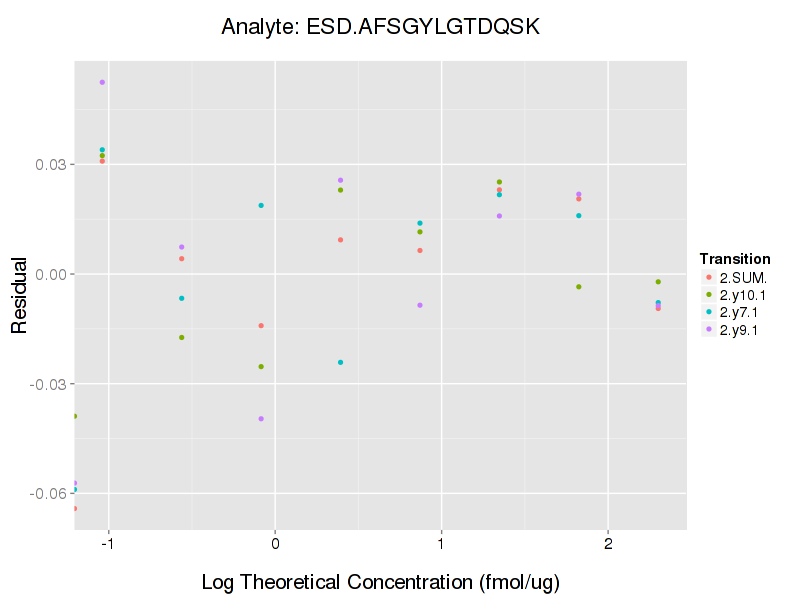 Analyte: ESD.AFSGYLGTDQSK
Residual
0.03
0.00
-0.03
-0.06
-1
0
1
2
Log Theoretical Concentration (fmol/ug)
Transition
2.SUM.
2.y10.1
2.y7.1
2.y9.1